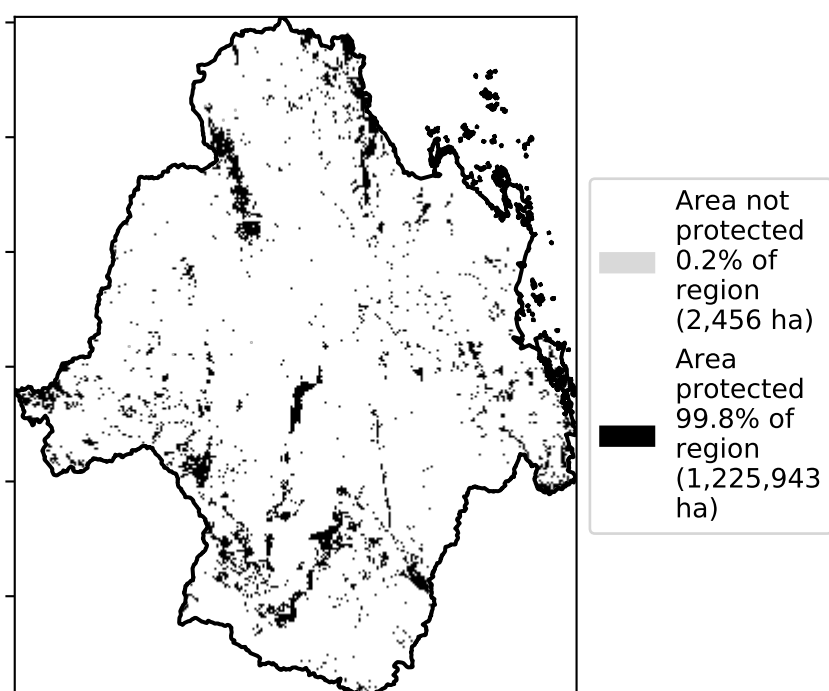 Area not
protected
0.2% of
region
(2,456 ha)
Area
protected
99.8% of
region
(1,225,943
ha)